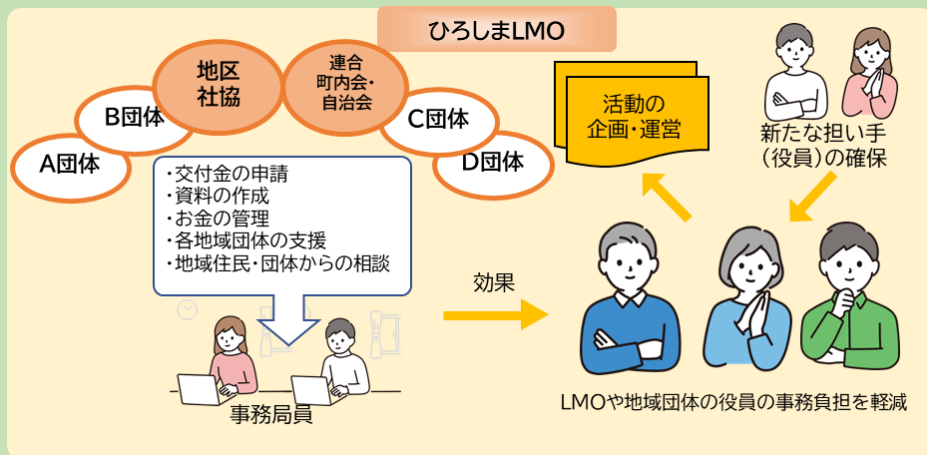 ひろしまLMO
地区
社協
連合
町内会・
自治会
B団体
C団体
A団体
D団体
・交付金の申請
・資料の作成
・お金の管理
・各地域団体の支援
・地域住民・団体からの相談
事務局員
効果
活動の
企画・運営
新たな担い手
(役員)の確保
LMOや地域団体の役員の事務負担を軽減